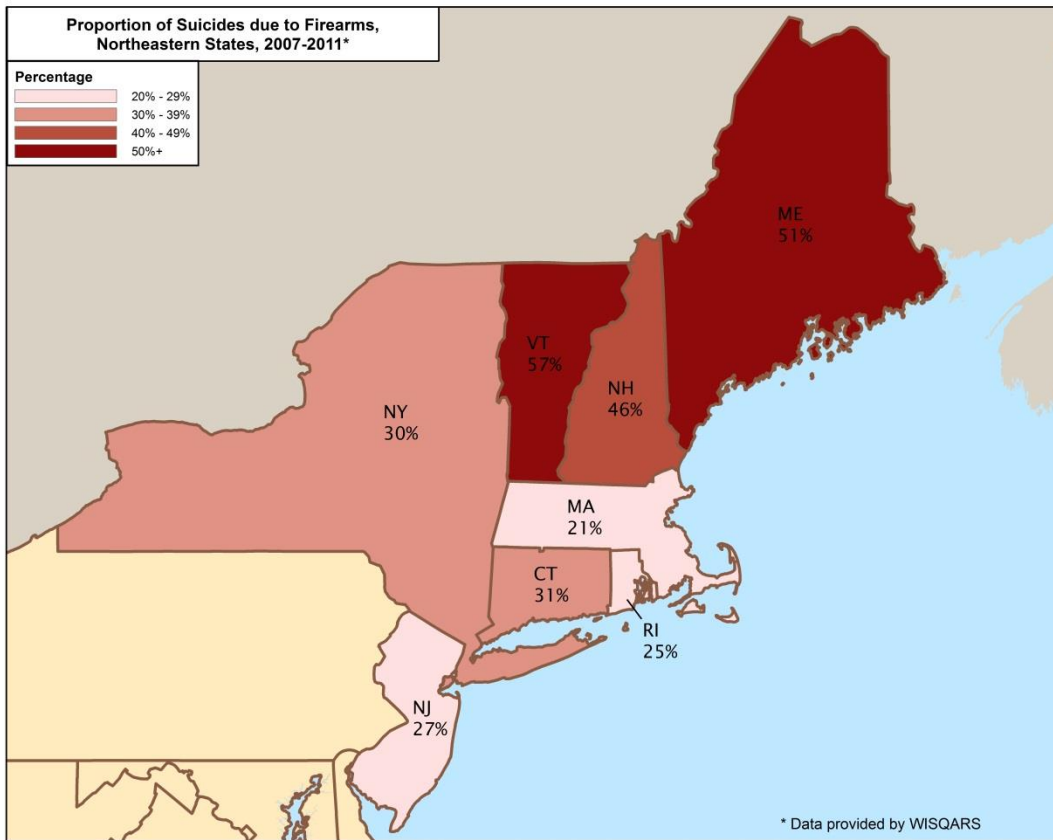 Proportion of Suicides due to Firearms,
Northeastern States, 2007-2011*
Percentage
20% - 29%
30% - 39%
40% - 49%
50%+
ME
51%
VT
57%
NH
46%
NY
30%
MA
21%
CT
31%
RI
25%
NJ
27%
* Data provided by WISQARS